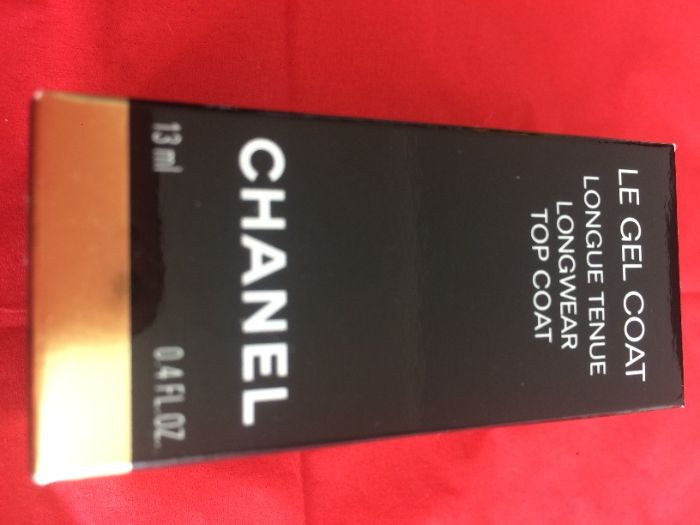 LE GEL COAT
LONGUE TENUE
LONGWEAR
TOP COAT
CHANEL
13 ml 0.4 FL.OZ.